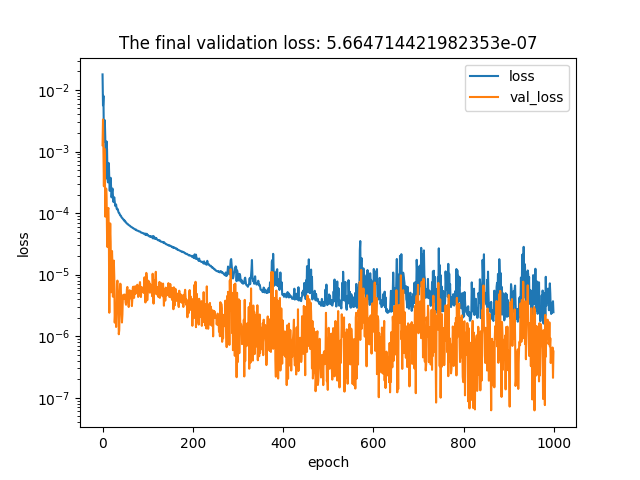 The final validation loss: 5.664714421982353e-07
loss
val_loss
10⁻²
10⁻³
10⁻⁴
10⁻⁵
10⁻⁶
10⁻⁷
loss
0
200
400
600
800
1000
epoch